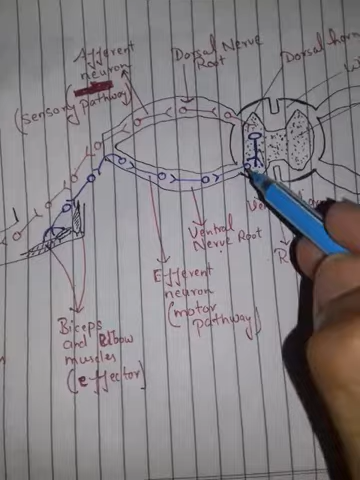 Afferent
neuron
(sensory pathway)
Dorsal Nerve
Root
Dorsal horn
Ventral
Nerve Root
Efferent
neuron
(motor
pathway)
Biceps
and elbow
muscles
(effector)
R